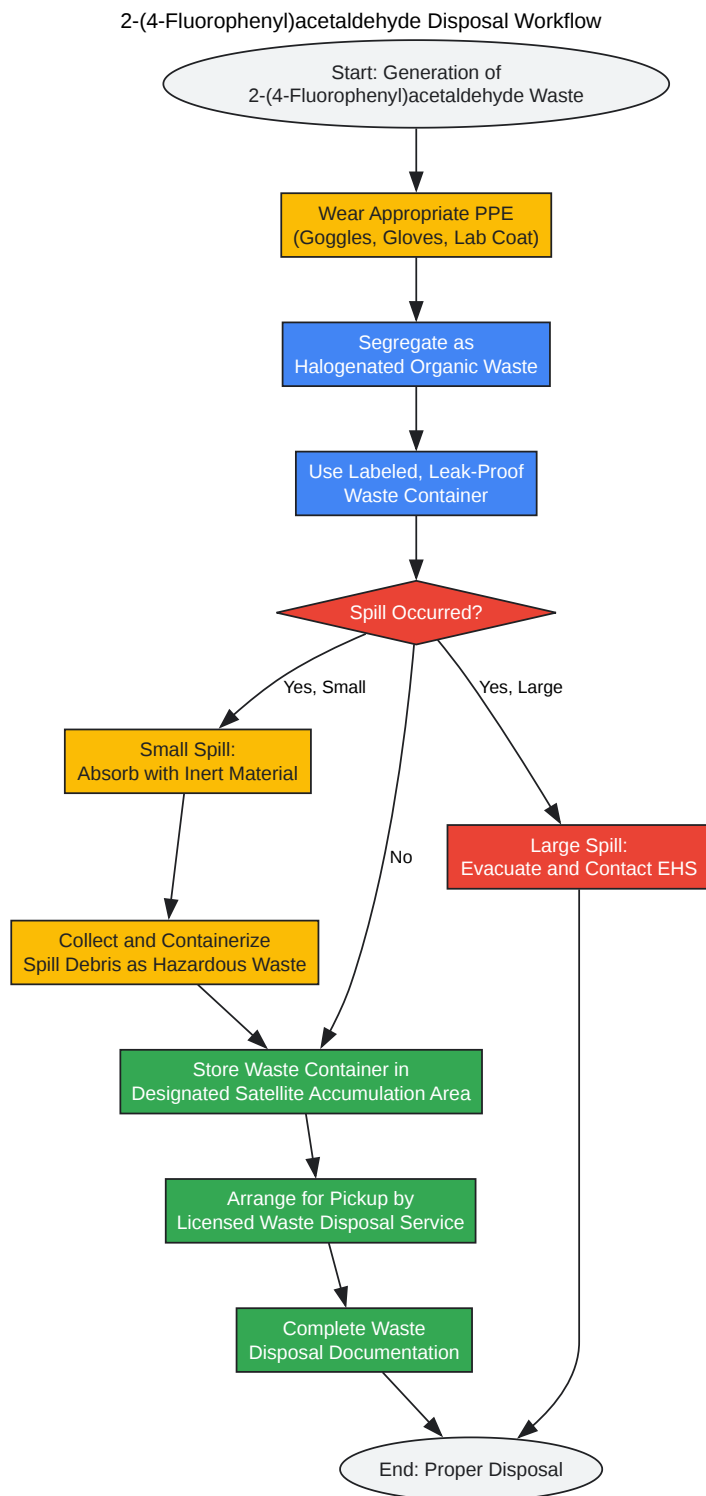 2-(4-Fluorophenyl)acetaldehyde Disposal Workflow
Start: Generation of
2-(4-Fluorophenyl)acetaldehyde Waste
Wear Appropriate PPE
(Goggles, Gloves, Lab Coat)
Segregate as
Halogenated Organic Waste
Use Labeled, Leak-Proof
Waste Container
Spill Occurred?
Yes, Small
Yes, Large
Small Spill:
Absorb with Inert Material
No
Large Spill:
Evacuate and Contact EHS
Collect and Containerize
Spill Debris as Hazardous Waste
Store Waste Container in
Designated Satellite Accumulation Area
Arrange for Pickup by
Licensed Waste Disposal Service
Complete Waste
Disposal Documentation
End: Proper Disposal